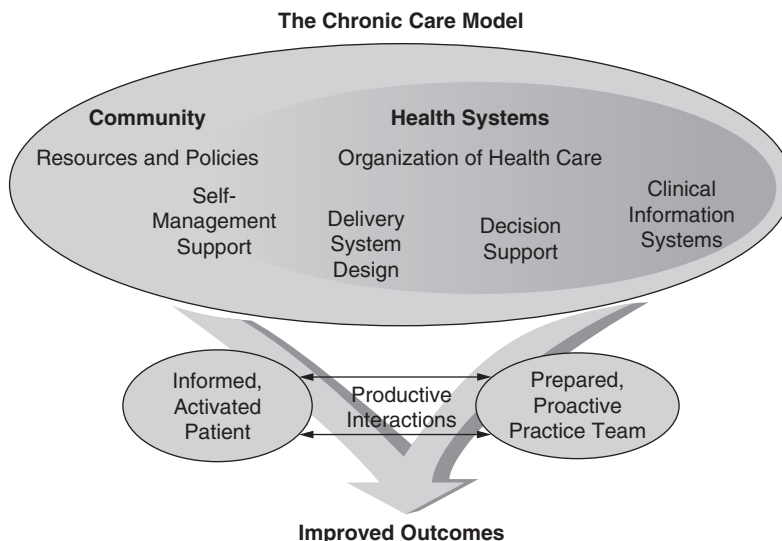 The Chronic Care Model
Community
Resources and Policies
Health Systems
Organization of Health Care
Self-
Management
Support
Delivery
System
Design
Decision
Support
Clinical
Information
Systems
Informed,
Activated
Patient
Productive
Interactions
Prepared,
Proactive
Practice Team
Improved Outcomes